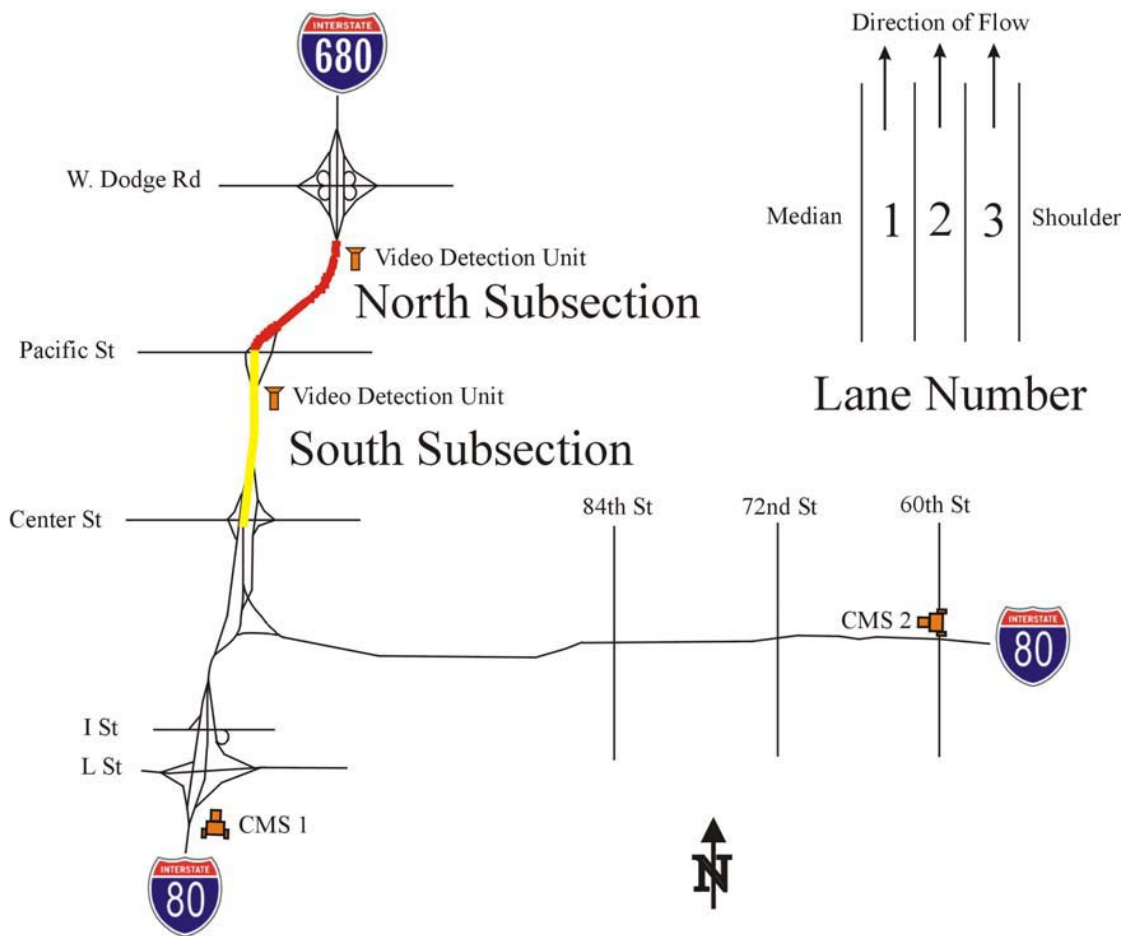 INTERSTATE
680
Direction of Flow
W. Dodge Rd
Median
1 2 3
Shoulder
Video Detection Unit
North Subsection
Pacific St
Video Detection Unit
Lane Number
South Subsection
Center St
84th St
72nd St
60th St
CMS 2
INTERSTATE
80
I St
L St
CMS 1
INTERSTATE
80
N